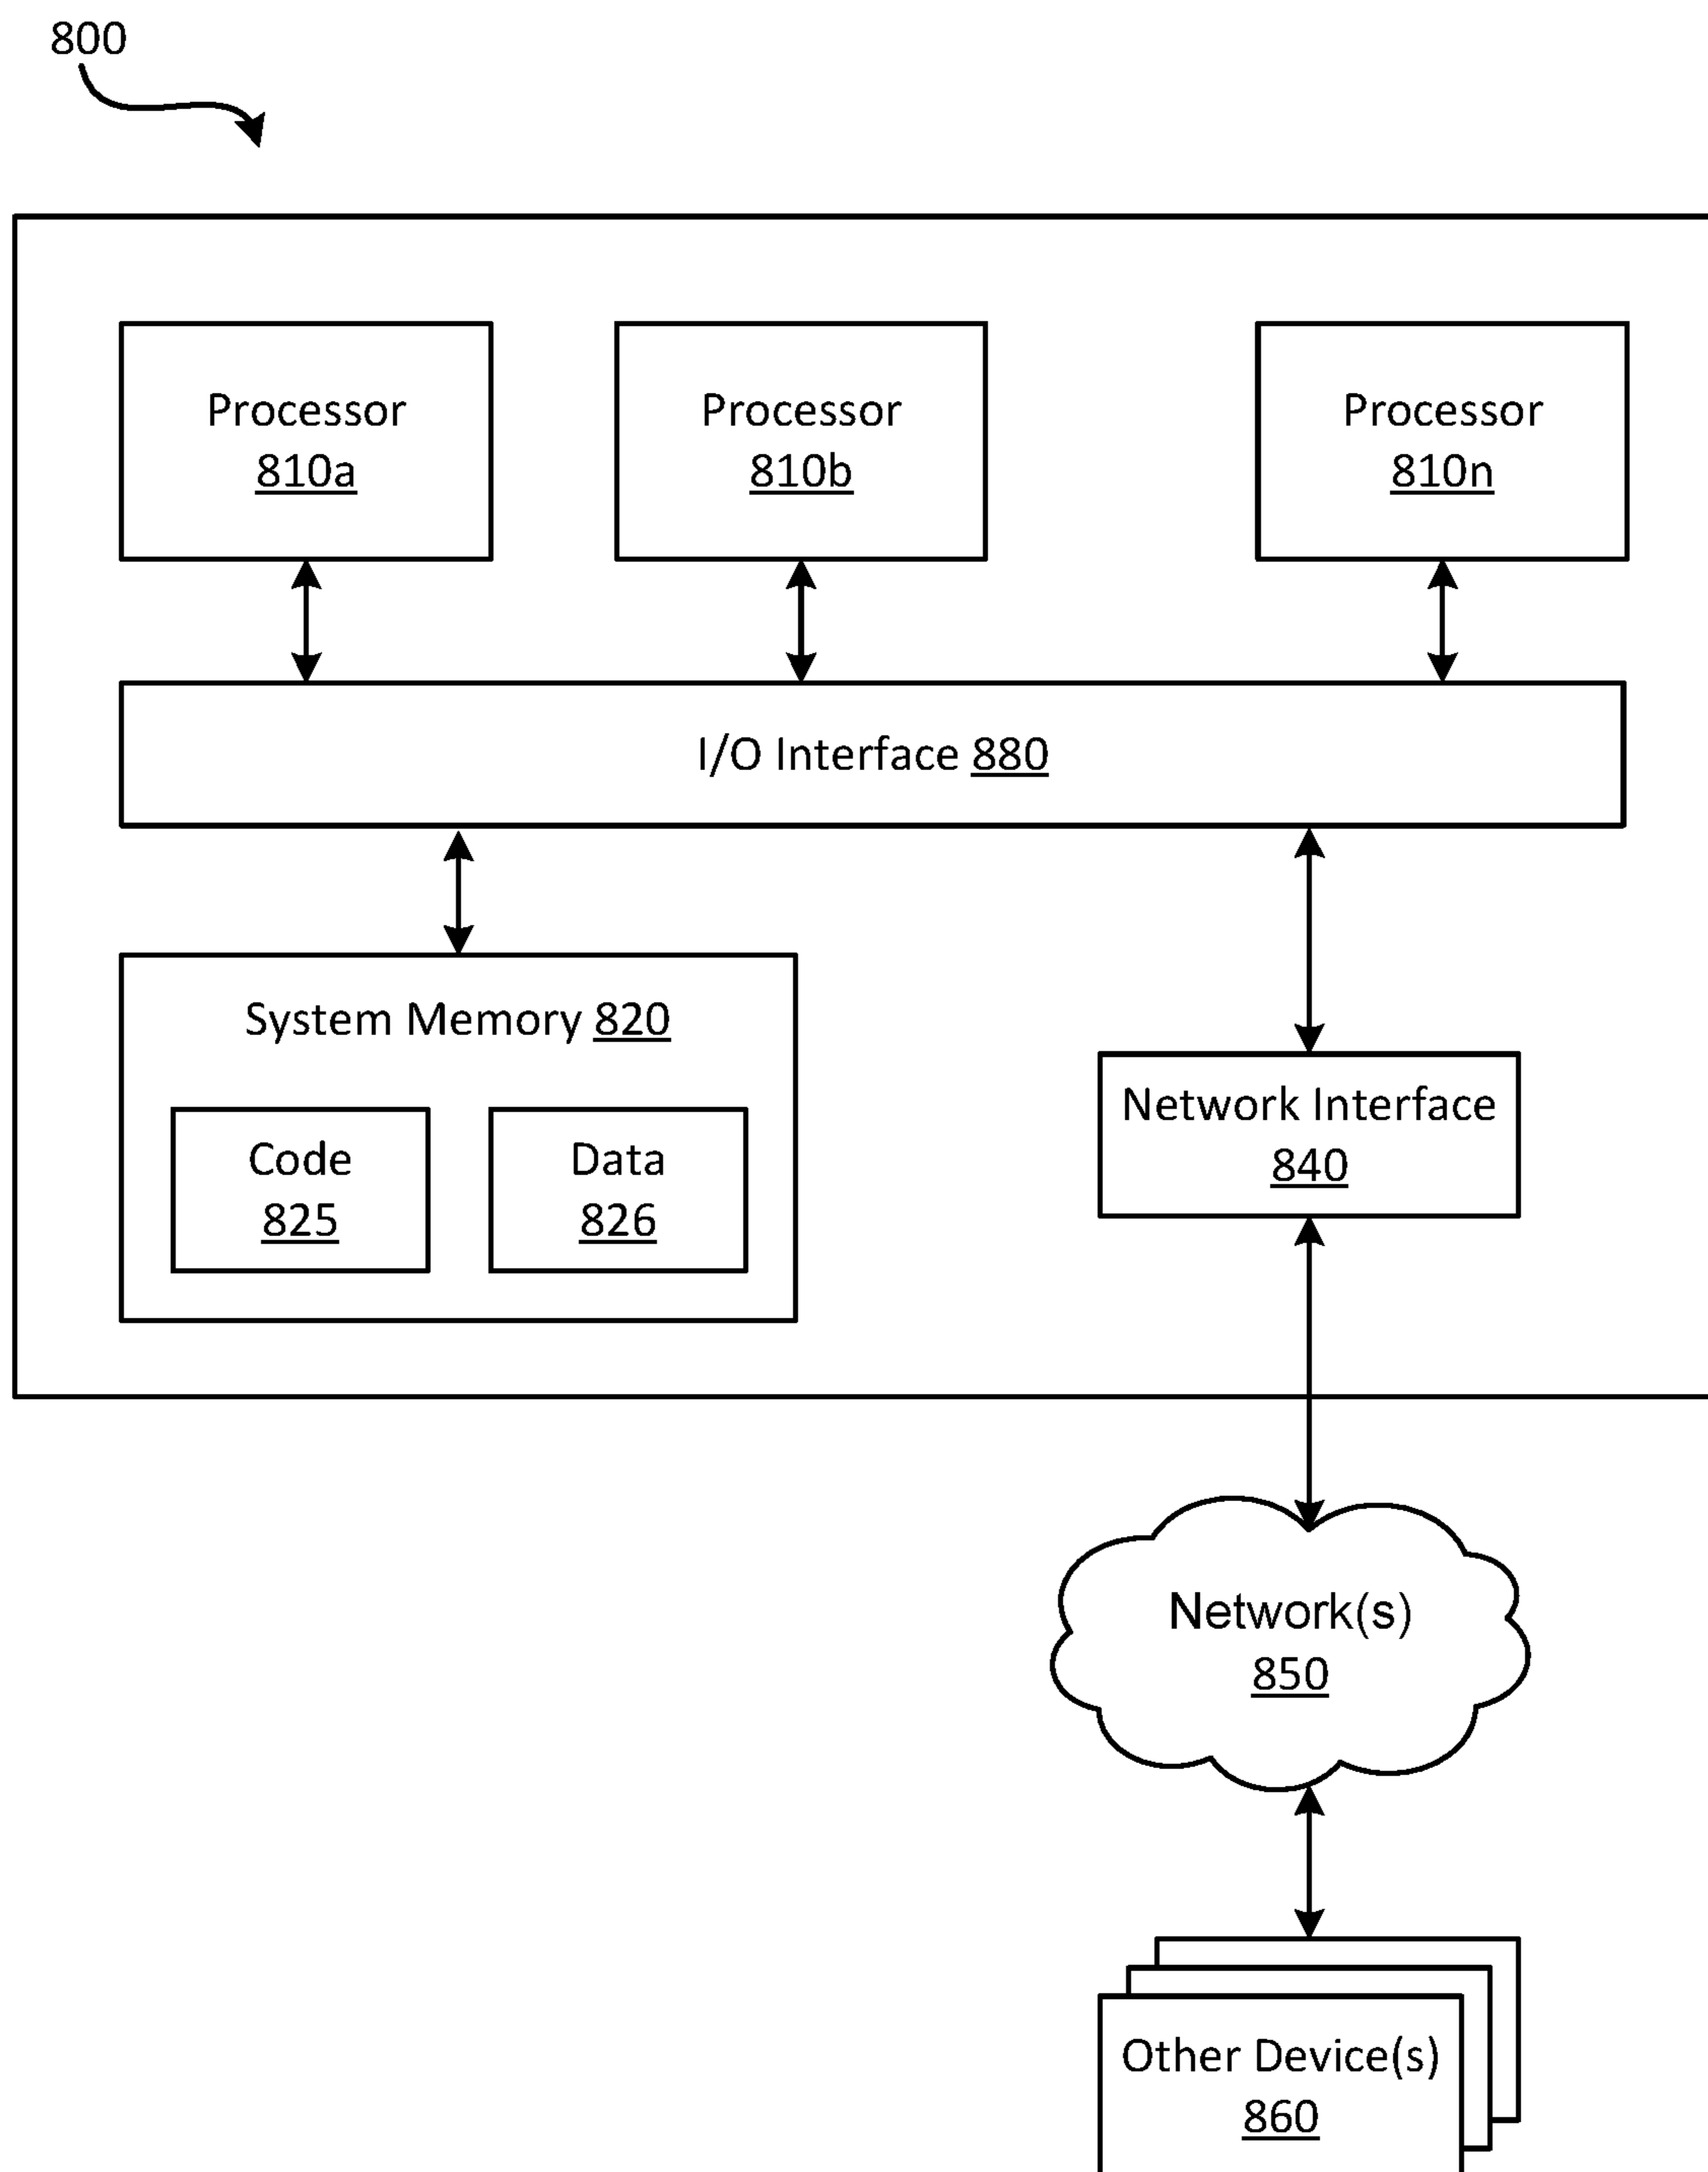 800
Processor
810a
Processor
810b
Processor
810n
I/O Interface 880
System Memory 820
Code
825
Data
826
Network Interface
840
Network(s)
850
Other Device(s)
860